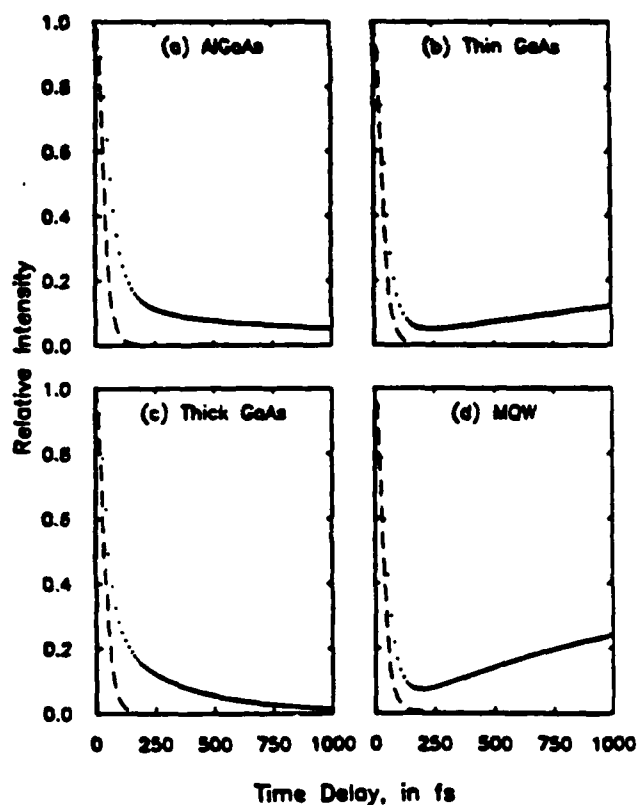 (a) AlGaAs
(b) Thin GaAs
1.0
0.8
0.6
0.4
0.2
0.0
Relative Intensity
(c) Thick GaAs
(d) MQW
1.0
0.8
0.6
0.4
0.2
0.0
0 250 500 750 1000
0 250 500 750 1000
Time Delay, in fs